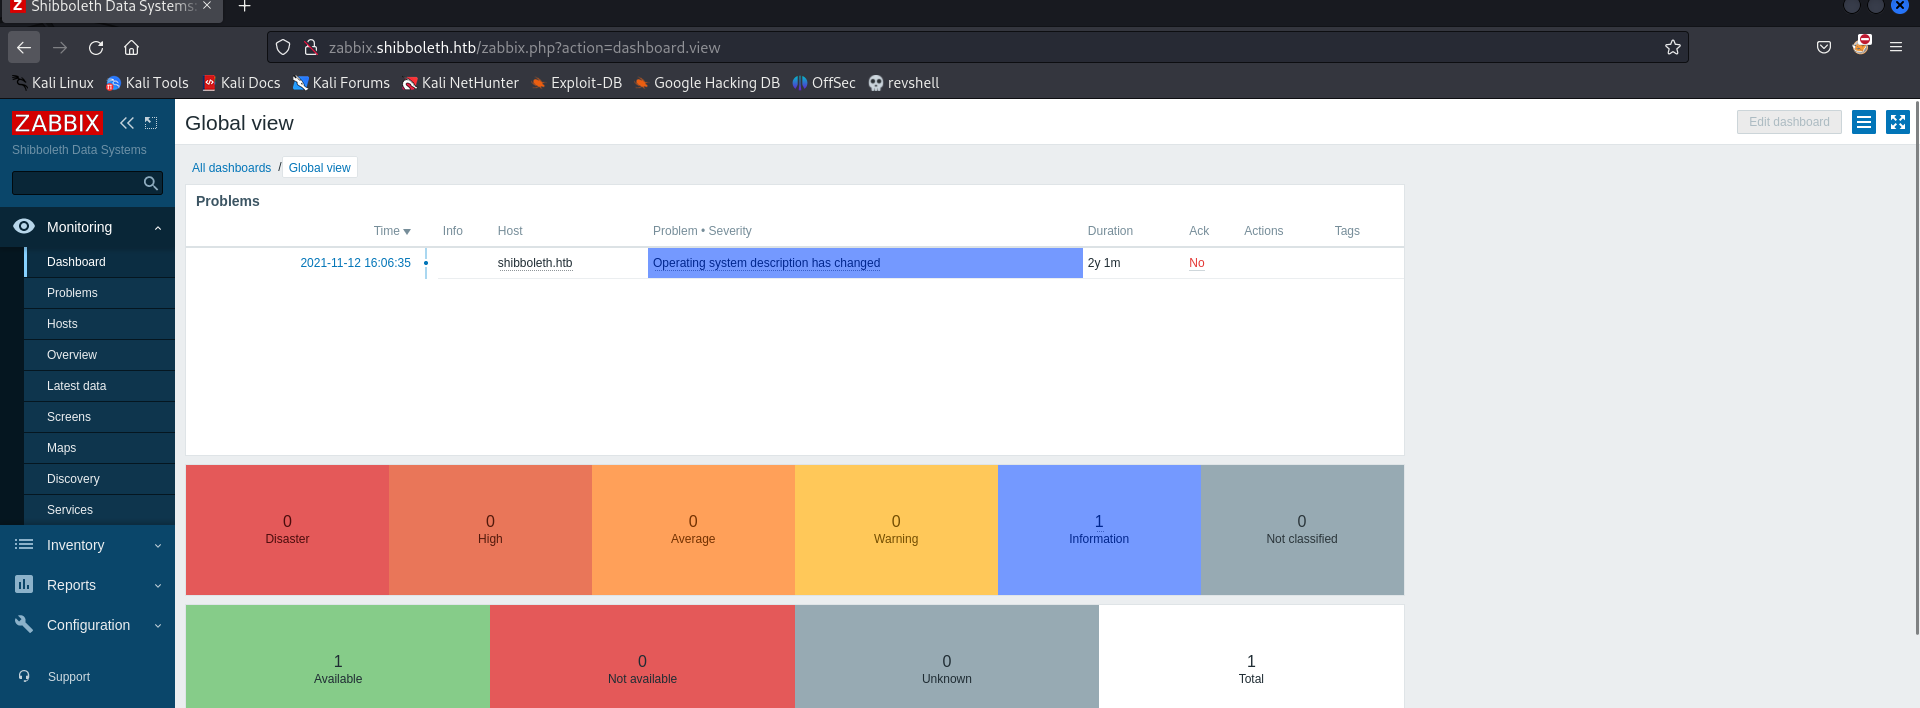 Z Shibboleth Data Systems: × +
zabbix.shibboleth.htb/zabbix.php?action=dashboard.view
Kali Linux Kali Tools Kali Docs Kali Forums Kali NetHunter Exploit-DB Google Hacking DB OffSec revshell
ZABBIX
Shibboleth Data Systems
Monitoring
Dashboard
Problems
Hosts
Overview
Latest data
Screens
Maps
Discovery
Services
Inventory
Reports
Configuration
Support
Global view
Edit dashboard
All dashboards / Global view
Problems
Time Info Host Problem • Severity Duration Ack Actions Tags
2021-11-12 16:06:35 shibboleth.htb Operating system description has changed 2y 1m No
0 0 0 0 1 0
Disaster High Average Warning Information Not classified
1 0 0 1
Available Not available Unknown Total